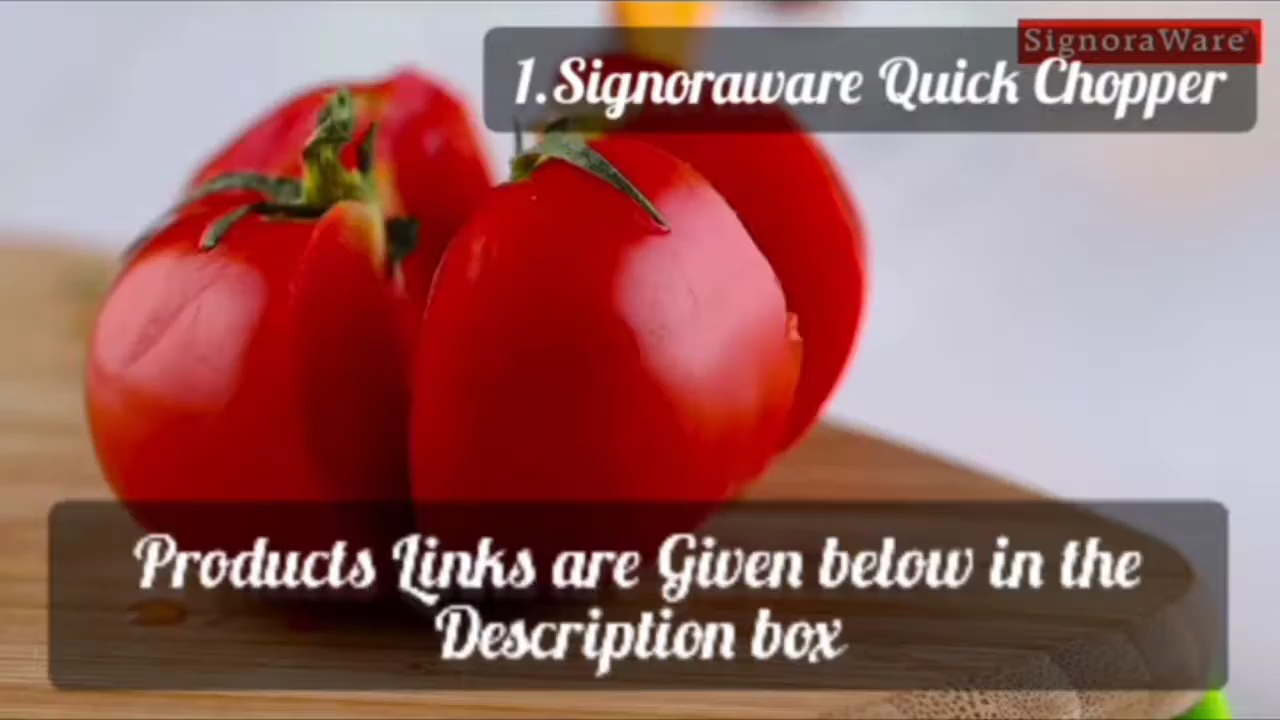 SignoraWare
1.Signoraware Quick Chopper
Products Links are Given below in the
Description box